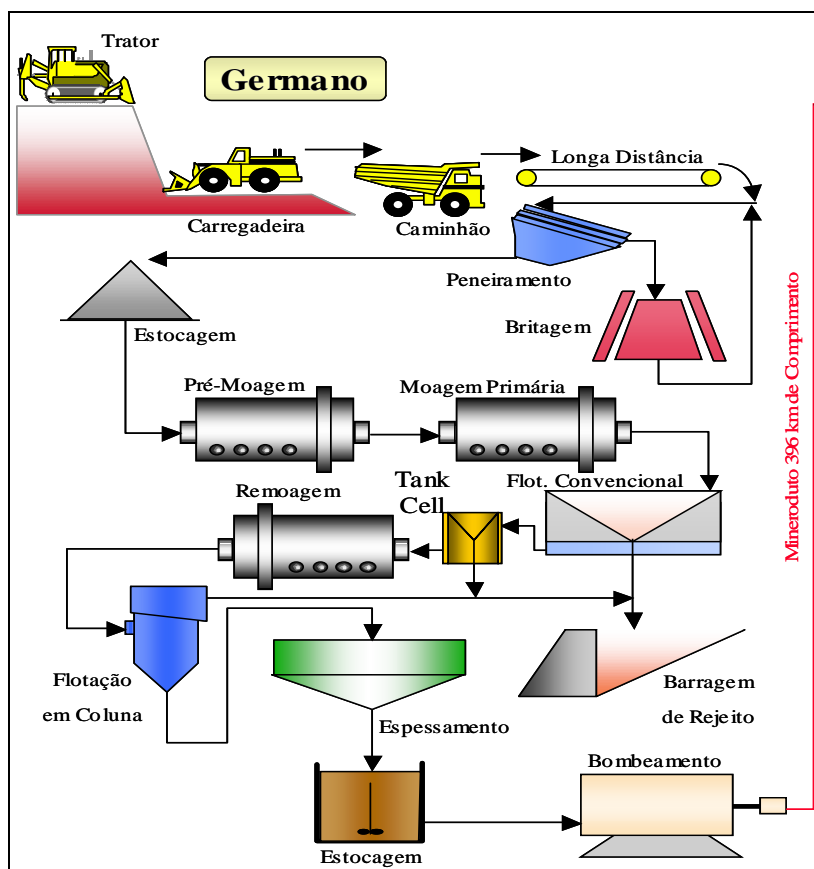 Trator
Germano
Longa Distância
Carregadeira
Caminhão
Peneiramento
Estocagem
Britagem
Mineroduto 396 km de Comprimento
Pré-Moagem
Moagem Primária
Remoagem
Tank
Cell
Flot. Convencional
Flotação
em Coluna
Espessamento
Barragem
de Rejeito
Bombeamento
Estocagem